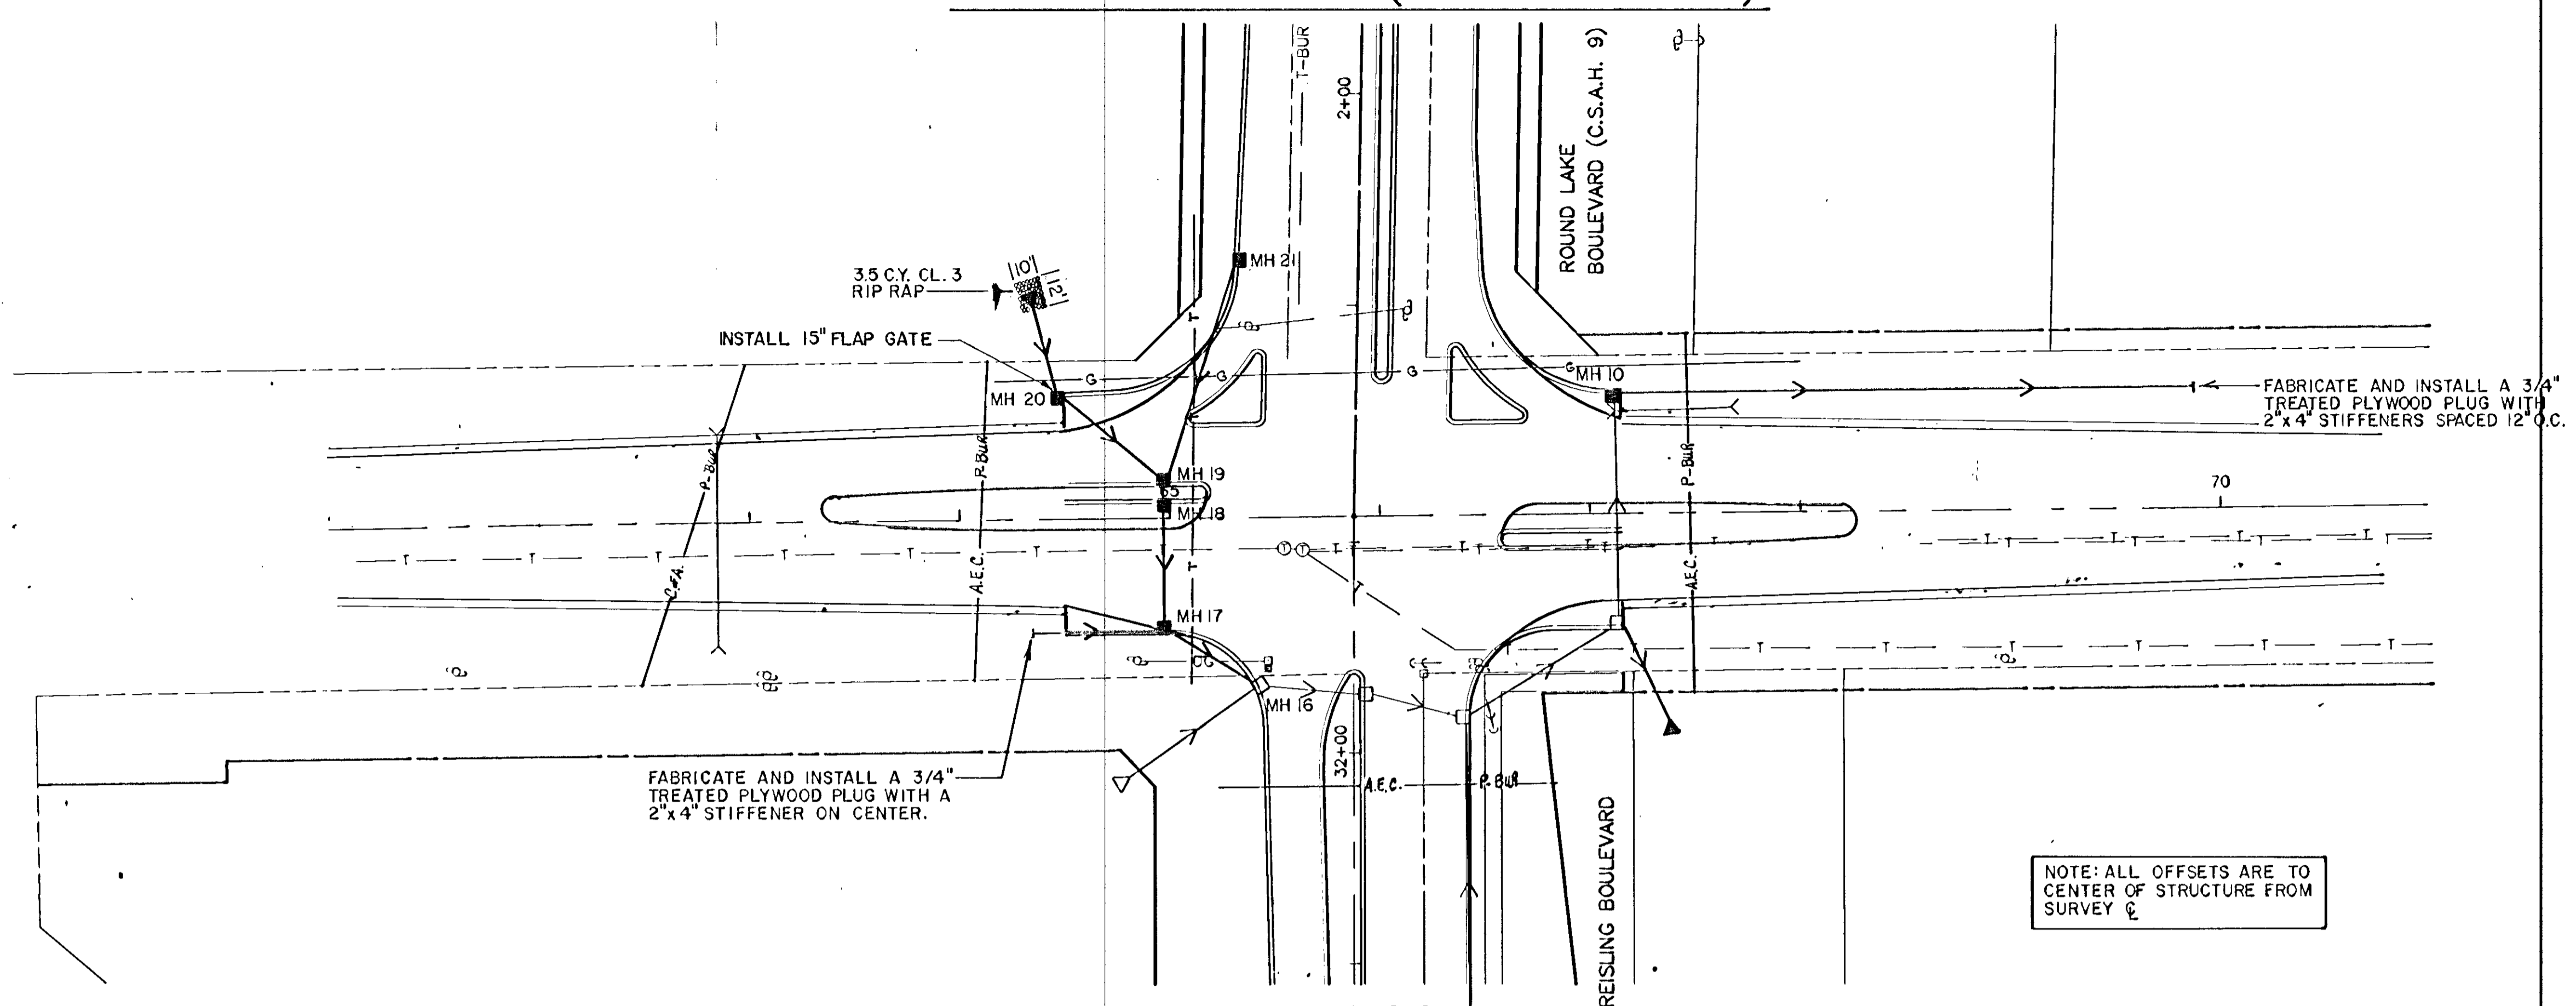 T-BUR
2+00
ROUND LAKE
BOULEVARD (C.S.A.H. 9)
10'
12'
3.5 C.Y. CL. 3
RIP RAP
MH 21
INSTALL 15" FLAP GATE
T
G
G
G
G
MH 20
MH 10
FABRICATE AND INSTALL A 3/4"
TREATED PLYWOOD PLUG WITH
2"x 4" STIFFENERS SPACED 12" O.C.
P-BUR
P.BUR
P-BUR
MH 19
65
MH 18
70
T T T T T T
C.F.A.
A.E.C.
T
T T
A.E.C.
MH 17
T T T T T T
MH 16
32+00
FABRICATE AND INSTALL A 3/4"
TREATED PLYWOOD PLUG WITH A
2"x 4" STIFFENER ON CENTER.
A.E.C. P-BUR
REISLING BOULEVARD
NOTE: ALL OFFSETS ARE TO
CENTER OF STRUCTURE FROM
SURVEY ℄